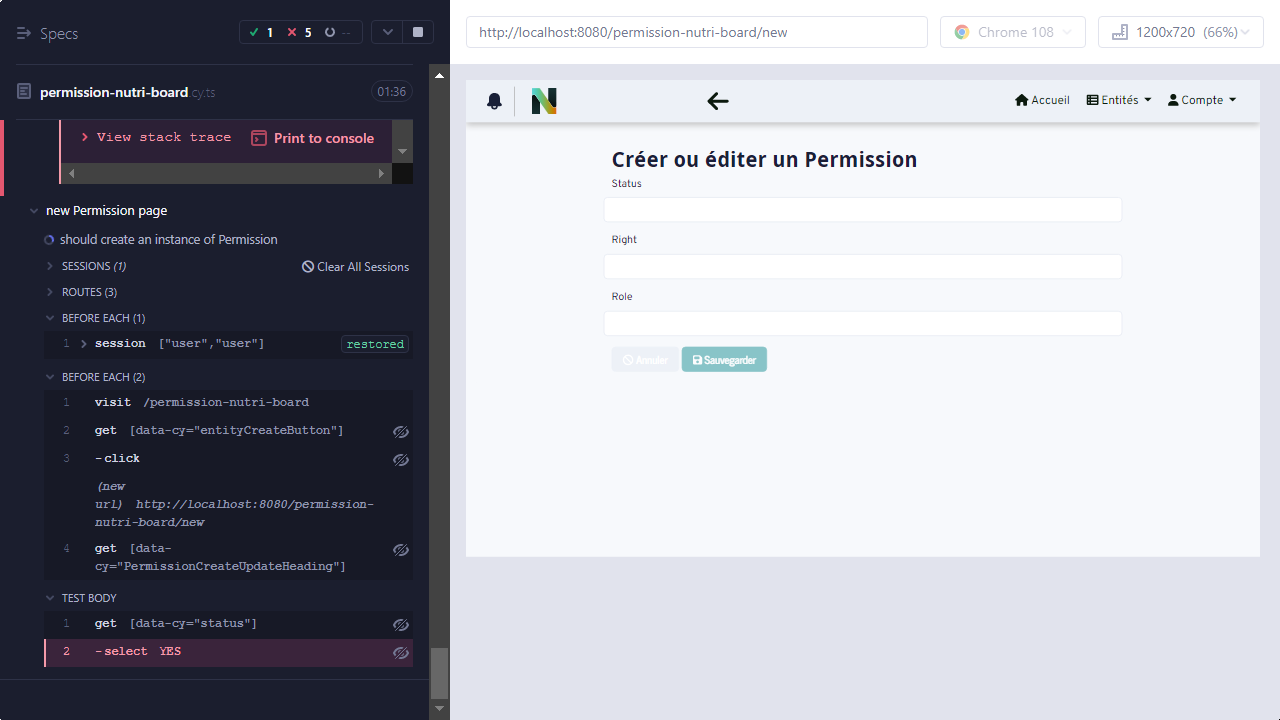 Specs
1
5
--
permission-nutri-board.cy.ts
01:36
View stack trace
Print to console
new Permission page
should create an instance of Permission
SESSIONS (1)
Clear All Sessions
ROUTES (3)
BEFORE EACH (1)
1 session ["user","user"] restored
BEFORE EACH (2)
1 visit /permission-nutri-board
2 get [data-cy="entityCreateButton"]
3 -click
(new
url) http://localhost:8080/permission-
nutri-board/new
4 get [data-
cy="PermissionCreateUpdateHeading"]
TEST BODY
1 get [data-cy="status"]
2 -select YES
http://localhost:8080/permission-nutri-board/new
Chrome 108
1200x720 (66%)
Accueil
Entités
Compte
Créer ou éditer un Permission
Status
Right
Role
Annuler
Sauvegarder